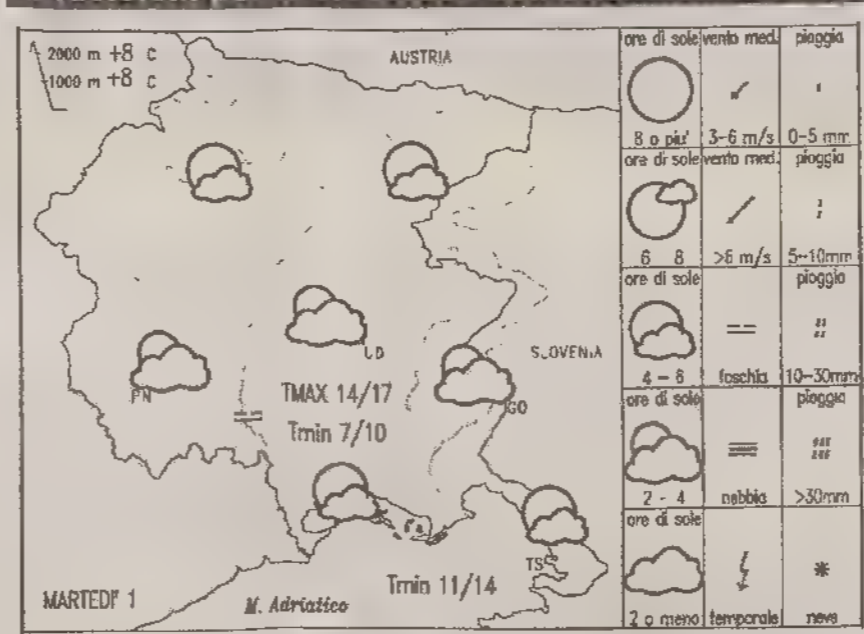 2000 m +8 C
1000 m +8 C
AUSTRIA
SLOVENIA
UD
PN
GO
TMAX 14/17
Tmin 7/10
TS
Tmin 11/14
MARTEDI' 1
M. Adriatico
ore di sole vento med. pioggia
8 o piu' 3-6 m/s 0-5 mm
ore di sole vento med. pioggia
6 8 >6 m/s 5-10mm
ore di sole pioggia
4 - 6 foschia 10-30mm
ore di sole pioggia
2 - 4 nebbia >30mm
ore di sole
2 o meno temporale neve